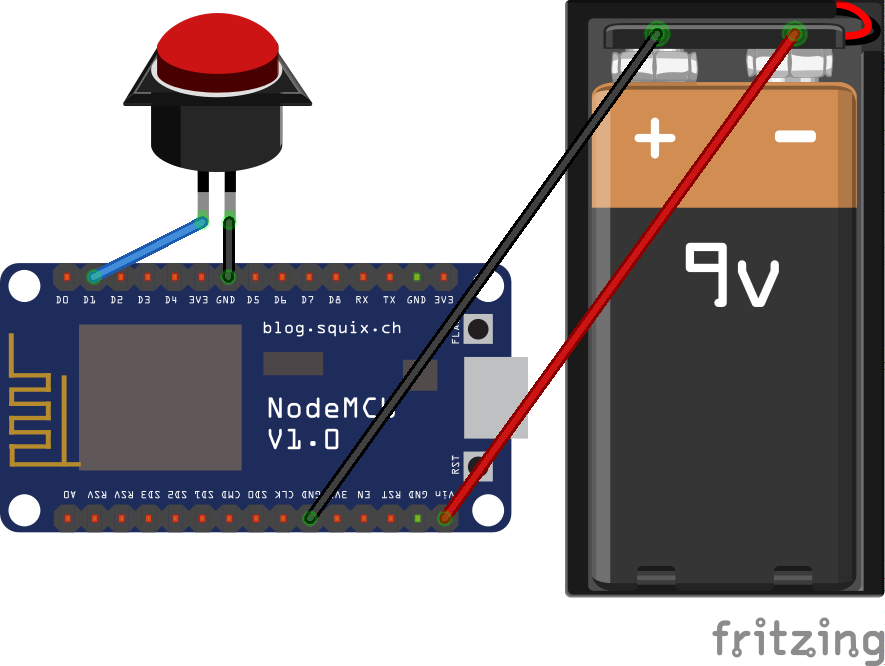 + −
9v
D0 D1 D2 D3 D4 3V3 GND D5 D6 D7 D8 RX TX GND 3V3
blog.squix.ch
FLA
NodeMCU
V1.0
RST
A0 RSV RSV SD3 SD2 SD1 CMD SD0 CLK GND 3V3 EN RST GND Vin
fritzing